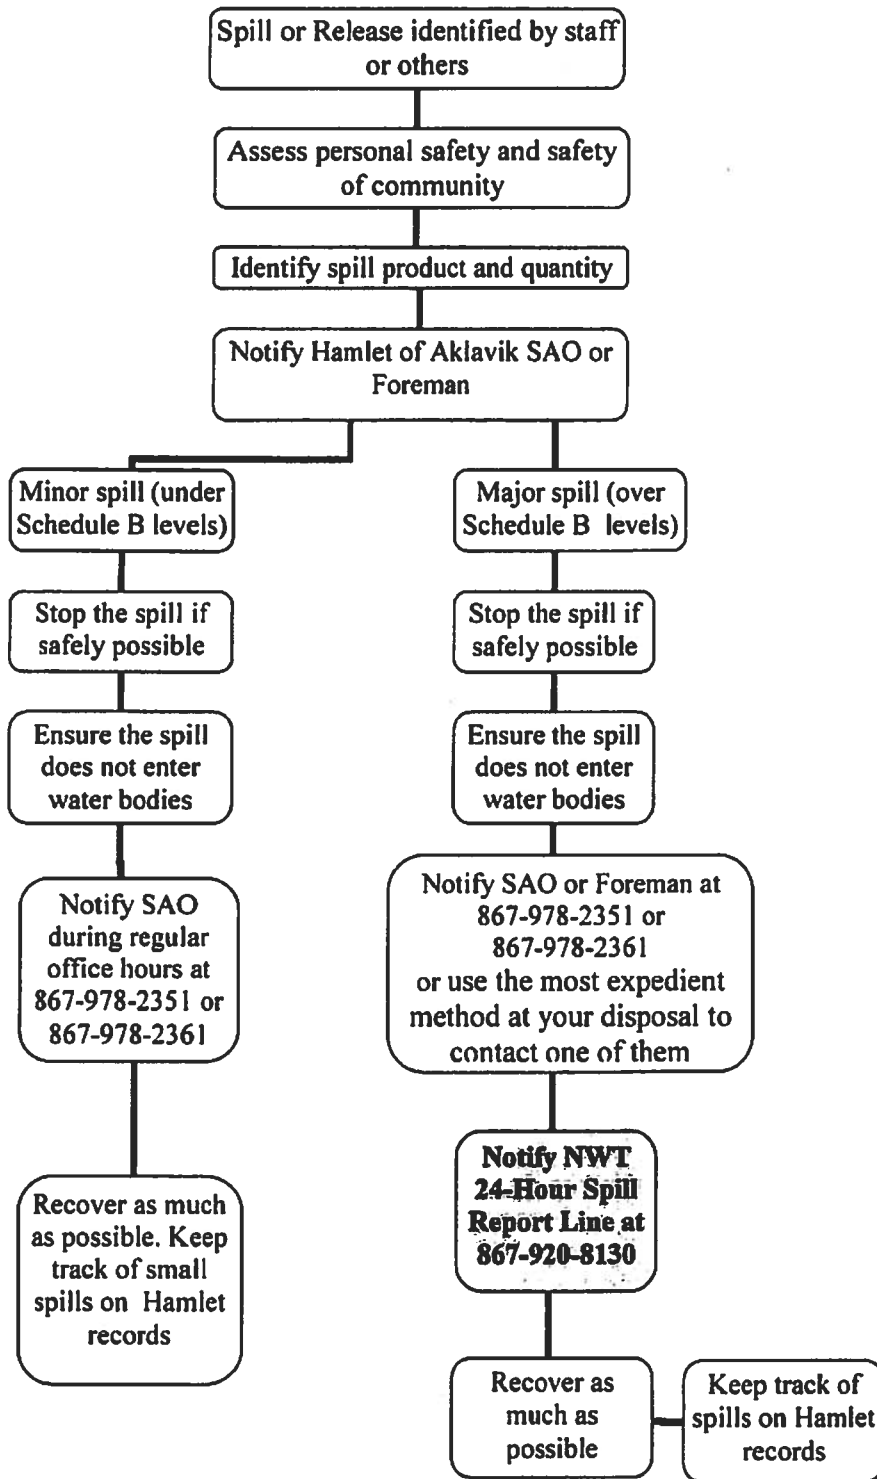 Spill or Release identified by staff
or others
Assess personal safety and safety
of community
Identify spill product and quantity
Notify Hamlet of Aklavik SAO or
Foreman
Minor spill (under
Schedule B levels)
Stop the spill if
safely possible
Ensure the spill
does not enter
water bodies
Notify SAO
during regular
office hours at
867-978-2351 or
867-978-2361
Recover as much
as possible. Keep
track of small
spills on Hamlet
records
Major spill (over
Schedule B levels)
Stop the spill if
safely possible
Ensure the spill
does not enter
water bodies
Notify SAO or Foreman at
867-978-2351 or
867-978-2361
or use the most expedient
method at your disposal to
contact one of them
Notify NWT
24-Hour Spill
Report Line at
867-920-8130
Recover as
much as
possible
Keep track of
spills on Hamlet
records